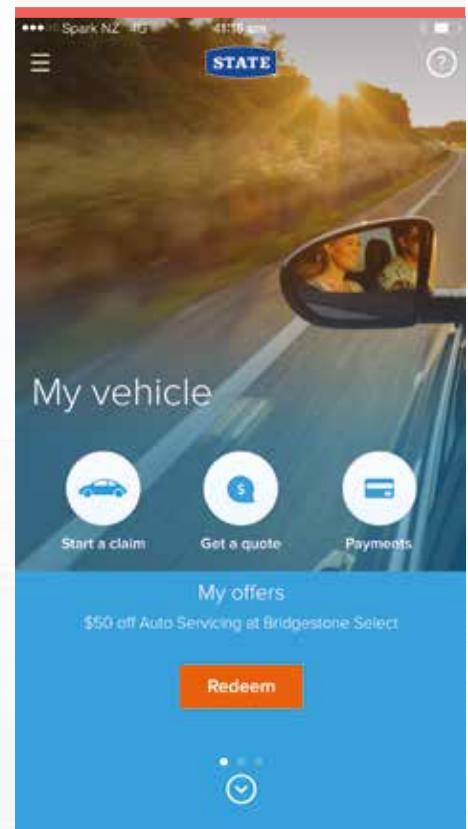 Spark NZ 4G
STATE
?
My vehicle
$
Start a claim Get a quote Payments
My offers
$50 off Auto Servicing at Bridgestone Select
Redeem